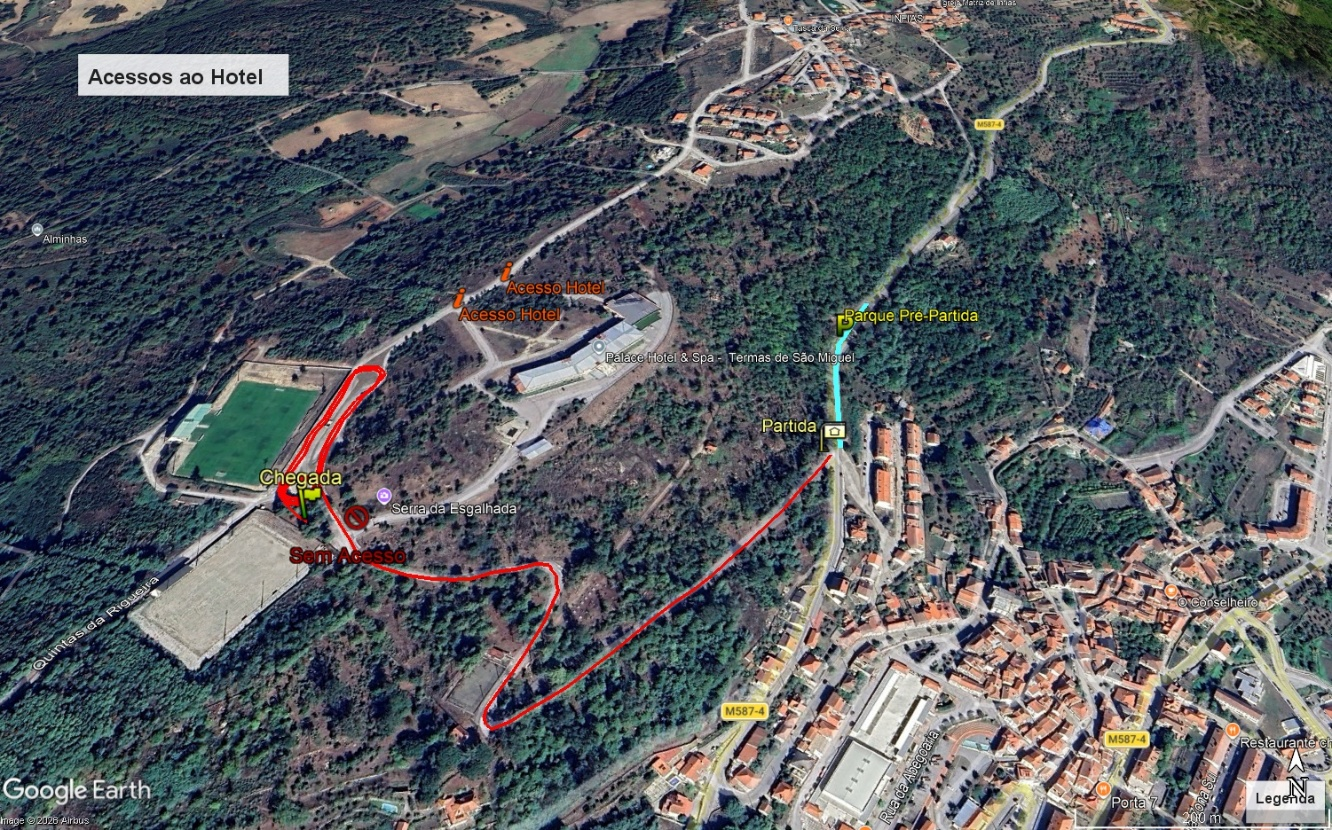 INFIAS
Acessos ao Hotel
M587-4
Alminhas
Acesso Hotel
Acesso Hotel
Parque Pré-Partida
Palace Hotel & Spa - Termas de São Miguel
Partida
Chegada
Serra da Esgalhada
Sem Acesso
Quintas da Rigueira
O Conselheiro
M587-4
M587-4
Restaurante
Rua da Abegoaria
Porta 7
Google Earth
Legenda
N
200 m
Image © 2026 Airbus